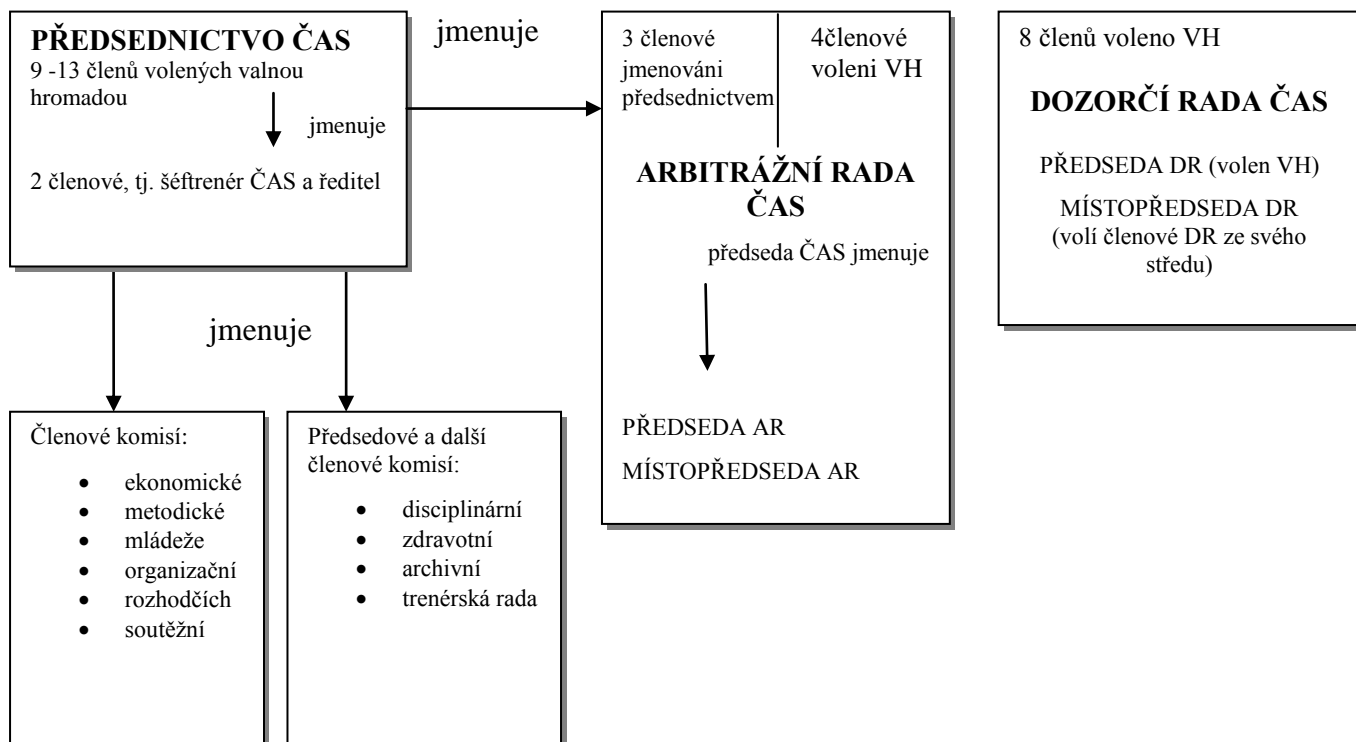 PŘEDSEDNICTVO ČAS
9 -13 členů volených valnou
hromadou
jmenuje
2 členové, tj. šéftrenér ČAS a ředitel
jmenuje
3 členové
jmenováni
předsednictvem
4členové
voleni VH
ARBITRÁŽNÍ RADA
ČAS
předseda ČAS jmenuje
PŘEDSEDA AR
MÍSTOPŘEDSEDA AR
8 členů voleno VH
DOZORČÍ RADA ČAS
PŘEDSEDA DR (volen VH)
MÍSTOPŘEDSEDA DR
(volí členové DR ze svého
středu)
jmenuje
Členové komisí:
• ekonomické
• metodické
• mládeže
• organizační
• rozhodčích
• soutěžní
Předsedové a další
členové komisí:
• disciplinární
• zdravotní
• archivní
• trenérská rada